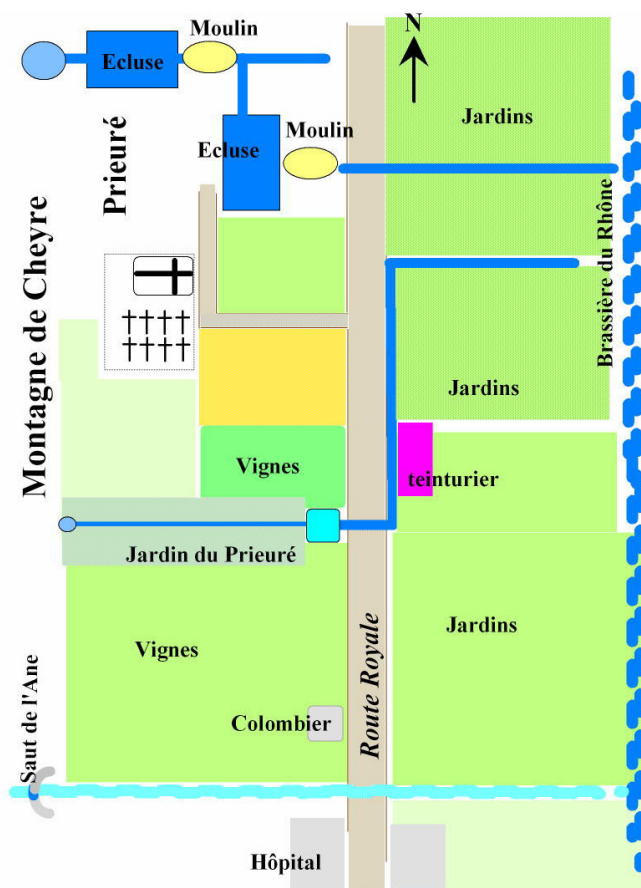 Moulin
N
Ecluse
Jardins
Moulin
Ecluse
Prieuré
Montagne de Cheyre
Brassière du Rhône
Jardins
Vignes
teinturier
Jardin du Prieuré
Jardins
Vignes
Route Royale
Colombier
Saut de l'Ane
Hôpital